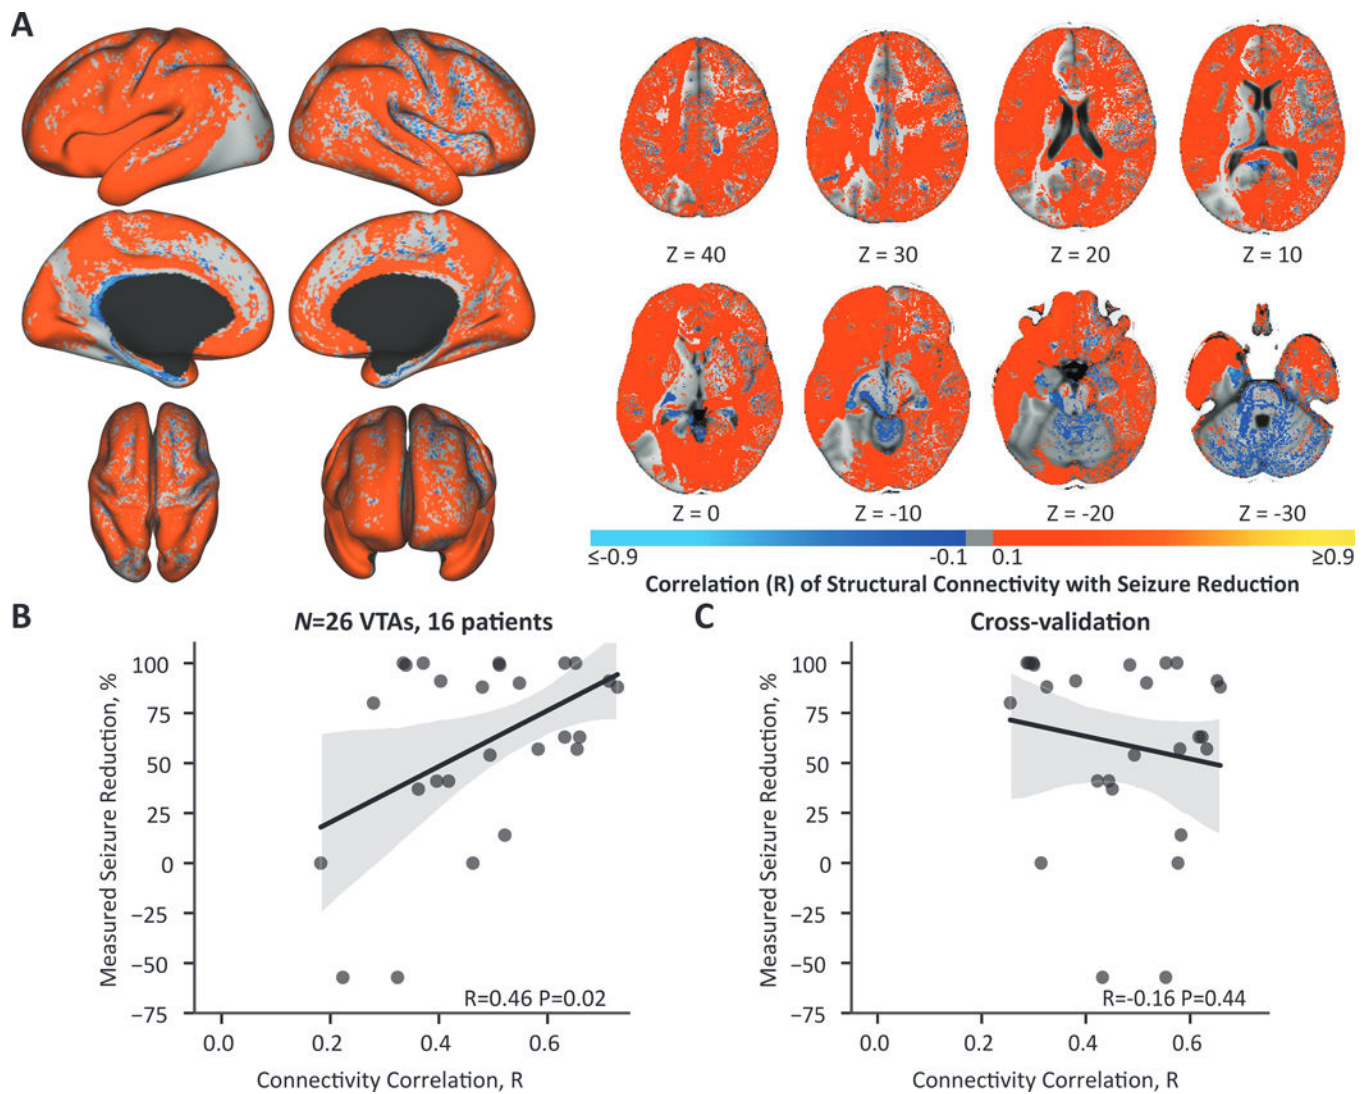 A
Z = 40
Z = 30
Z = 20
Z = 10
Z = 0
Z = -10
Z = -20
Z = -30
≤-0.9
-0.1
0.1
≥0.9
Correlation (R) of Structural Connectivity with Seizure Reduction
B
N=26 VTAs, 16 patients
Measured Seizure Reduction, %
100
75
50
25
0
−25
−50
−75
R=0.46 P=0.02
0.0
0.2
0.4
0.6
Connectivity Correlation, R
C
Cross-validation
Measured Seizure Reduction, %
100
75
50
25
0
−25
−50
−75
R=-0.16 P=0.44
0.0
0.2
0.4
0.6
Connectivity Correlation, R